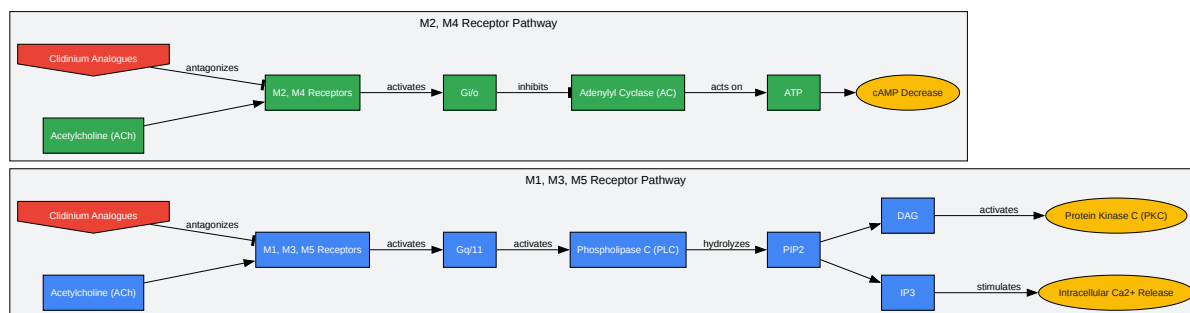 M2, M4 Receptor Pathway
Clidinium Analogues
antagonizes
M2, M4 Receptors
activates
Gi/o
inhibits
Adenylyl Cyclase (AC)
acts on
ATP
cAMP Decrease
Acetylcholine (ACh)
M1, M3, M5 Receptor Pathway
Clidinium Analogues
antagonizes
M1, M3, M5 Receptors
activates
Gq/11
activates
Phospholipase C (PLC)
hydrolyzes
PIP2
DAG
activates
Protein Kinase C (PKC)
Acetylcholine (ACh)
IP3
stimulates
Intracellular Ca2+ Release